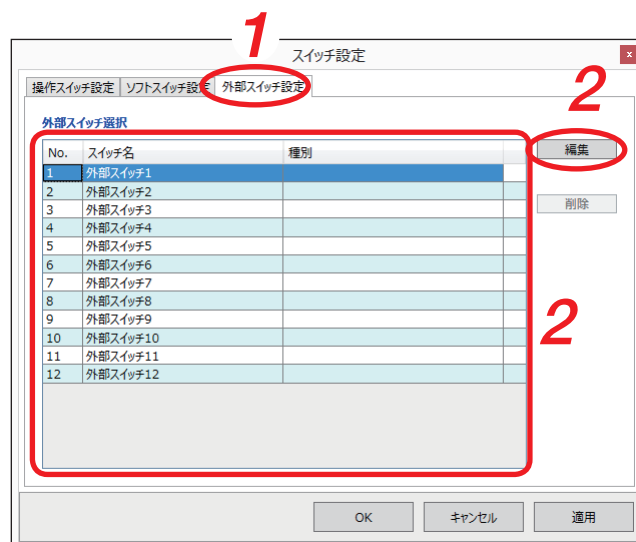 1
スイッチ設定
x
操作スイッチ設定 ソフトスイッチ設定 外部スイッチ設定
2
外部スイッチ選択
No. スイッチ名 種別
編集
1 外部スイッチ1
2 外部スイッチ2
削除
3 外部スイッチ3
4 外部スイッチ4
5 外部スイッチ5
6 外部スイッチ6
7 外部スイッチ7
8 外部スイッチ8
2
9 外部スイッチ9
10 外部スイッチ10
11 外部スイッチ11
12 外部スイッチ12
OK キャンセル 適用